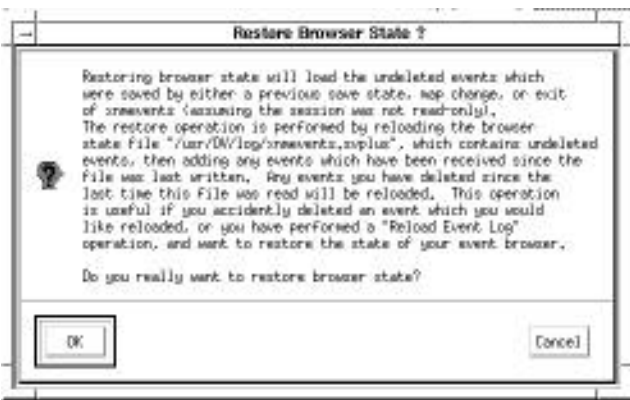 Restore Browser State ?
Restoring browser state will load the undeleted events which
were saved by either a previous save state, map change, or exit
of xnmevents (assuming the session was not read-only).
The restore operation is performed by reloading the browser
state file "/usr/OV/log/xnmevents.svplus", which contains undeleted
events, then adding any events which have been received since the
file was last written.  Any events you have deleted since the
last time this file was read will be reloaded.  This operation
is useful if you accidently deleted an event which you would
like reloaded, or you have performed a "Reload Event Log"
operation, and want to restore the state of your event browser.
Do you really want to restore browser state?
OK
Cancel